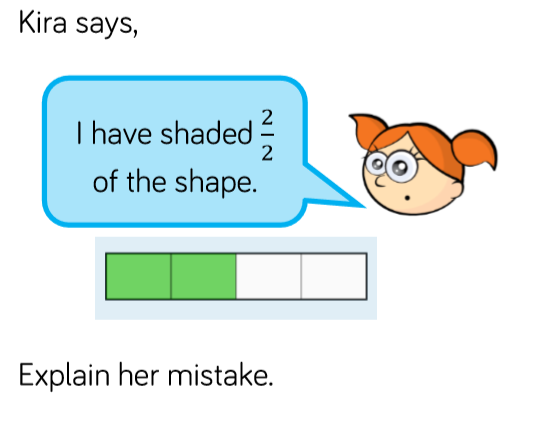 Kira says,
I have shaded 2/2
of the shape.
Explain her mistake.